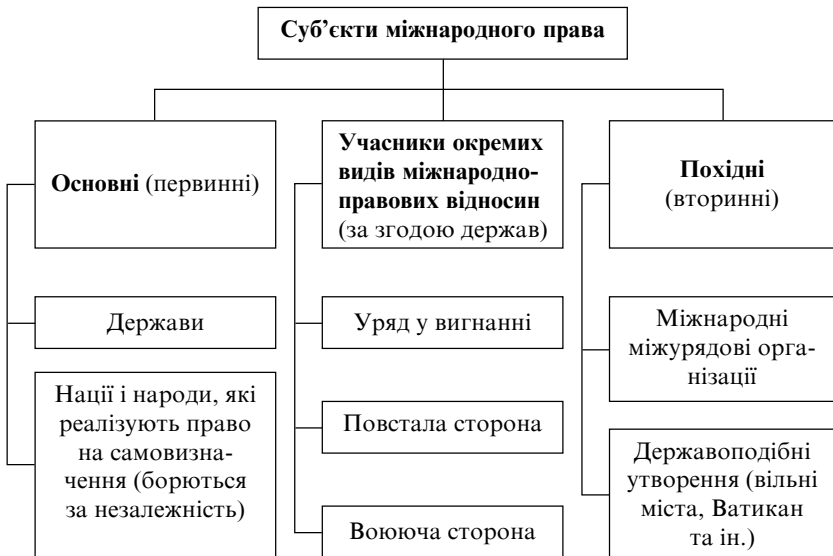 Суб’єкти міжнародного права
Основні (первинні)
Держави
Нації і народи, які
реалізують право
на самовизна-
чення (борються
за незалежність)
Учасники окремих
видів міжнародно-
правових відносин
(за згодою держав)
Уряд у вигнанні
Повстала сторона
Воююча сторона
Похідні
(вторинні)
Міжнародні
міжурядові орга-
нізації
Державоподібні
утворення (вільні
міста, Ватикан
та ін.)